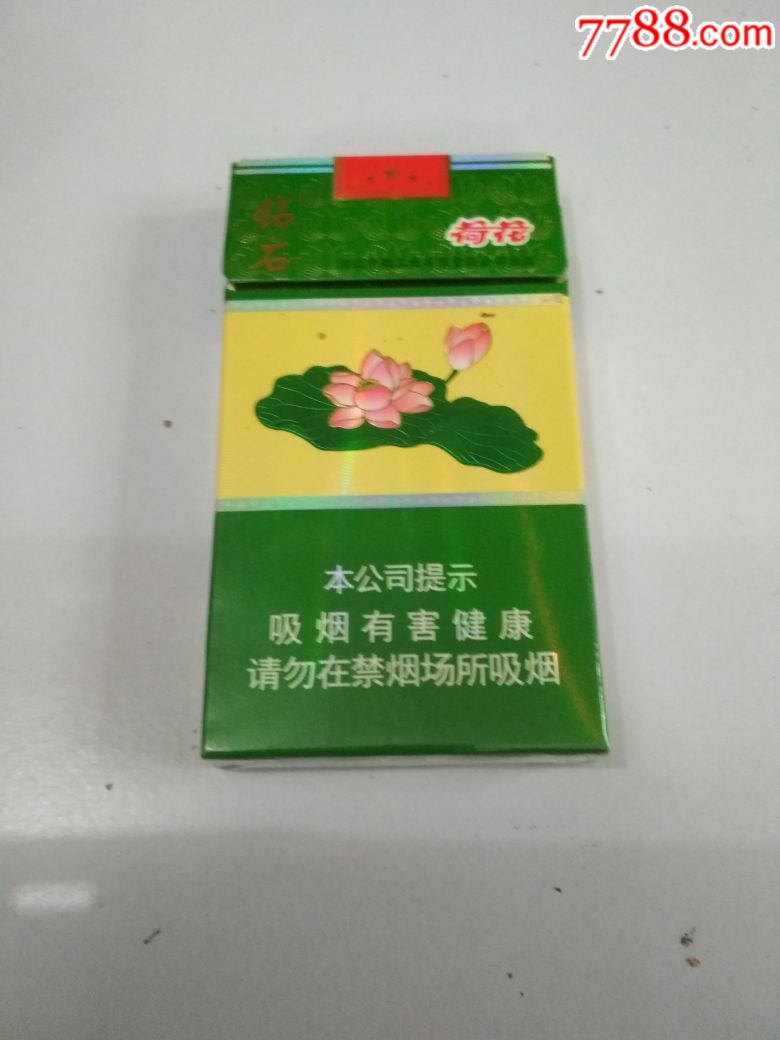 7788.com
钻石
荷花
本公司提示
吸烟有害健康
请勿在禁烟场所吸烟